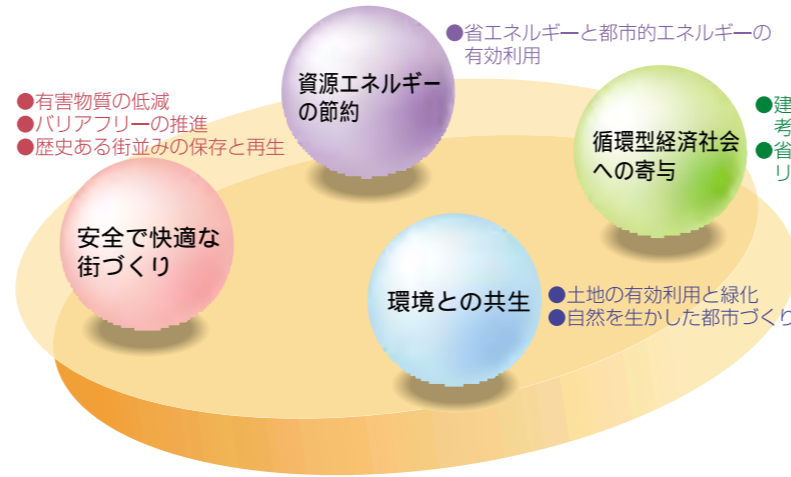 ●省エネルギーと都市的エネルギーの
有効利用
資源エネルギー
の節約
●有害物質の低減
●バリアフリーの推進
●歴史ある街並みの保存と再生
●建
考
●省
リ
循環型経済社会
への寄与
安全で快適な
街づくり
環境との共生
●土地の有効利用と緑化
●自然を生かした都市づくり